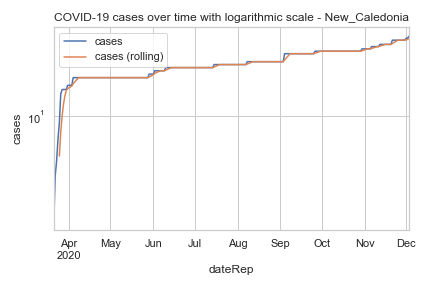 COVID-19 cases over time with logarithmic scale - New_Caledonia
cases
cases (rolling)
cases
10^1
Apr
2020
May
Jun
Jul
Aug
Sep
Oct
Nov
Dec
dateRep